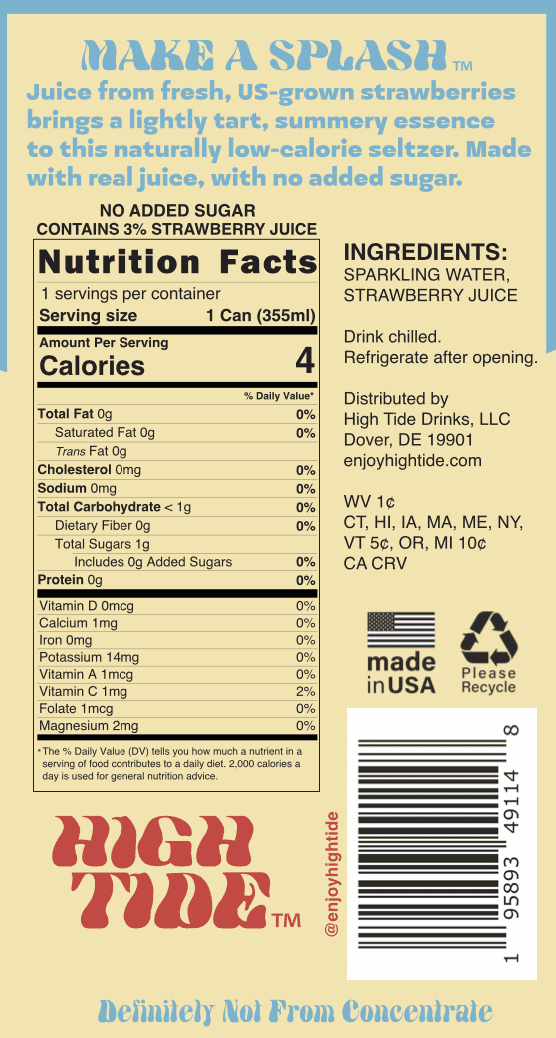 MAKE A SPLASH TM
Juice from fresh, US-grown strawberries
brings a lightly tart, summery essence
to this naturally low-calorie seltzer. Made
with real juice, with no added sugar.
NO ADDED SUGAR
CONTAINS 3% STRAWBERRY JUICE
Nutrition Facts
1 servings per container
Serving size 1 Can (355ml)
Amount Per Serving
Calories 4
% Daily Value*
Total Fat 0g 0%
Saturated Fat 0g 0%
Trans Fat 0g
Cholesterol 0mg 0%
Sodium 0mg 0%
Total Carbohydrate < 1g 0%
Dietary Fiber 0g 0%
Total Sugars 1g
Includes 0g Added Sugars 0%
Protein 0g 0%
Vitamin D 0mcg 0%
Calcium 1mg 0%
Iron 0mg 0%
Potassium 14mg 0%
Vitamin A 1mcg 0%
Vitamin C 1mg 2%
Folate 1mcg 0%
Magnesium 2mg 0%
* The % Daily Value (DV) tells you how much a nutrient in a
serving of food contributes to a daily diet. 2,000 calories a
day is used for general nutrition advice.
INGREDIENTS:
SPARKLING WATER,
STRAWBERRY JUICE
Drink chilled.
Refrigerate after opening.
Distributed by
High Tide Drinks, LLC
Dover, DE 19901
enjoyhightide.com
WV 1¢
CT, HI, IA, MA, ME, NY,
VT 5¢, OR, MI 10¢
CA CRV
made
in USA
Please
Recycle
HIGH
TIDE TM
@enjoyhightide
1 95893 49114 8
Definitely Not From Concentrate